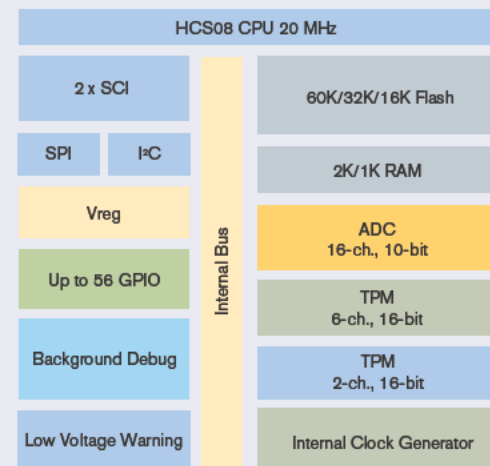 HCS08 CPU 20 MHz
2 x SCI
SPI
I²C
Vreg
Up to 56 GPIO
Background Debug
Low Voltage Warning
Internal Bus
60K/32K/16K Flash
2K/1K RAM
ADC
16-ch., 10-bit
TPM
6-ch., 16-bit
TPM
2-ch., 16-bit
Internal Clock Generator